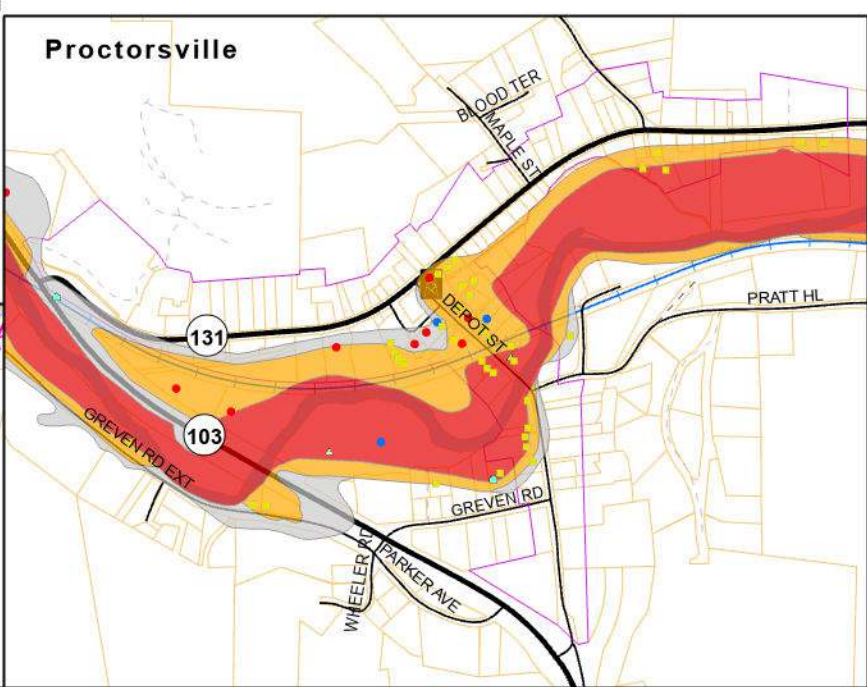 Proctorsville
BLOOD TER
MAPLE ST
DEPOT ST
PRATT HL
131
103
GREVEN RD EXT
GREVEN RD
WHEELER RD
PARKER AVE